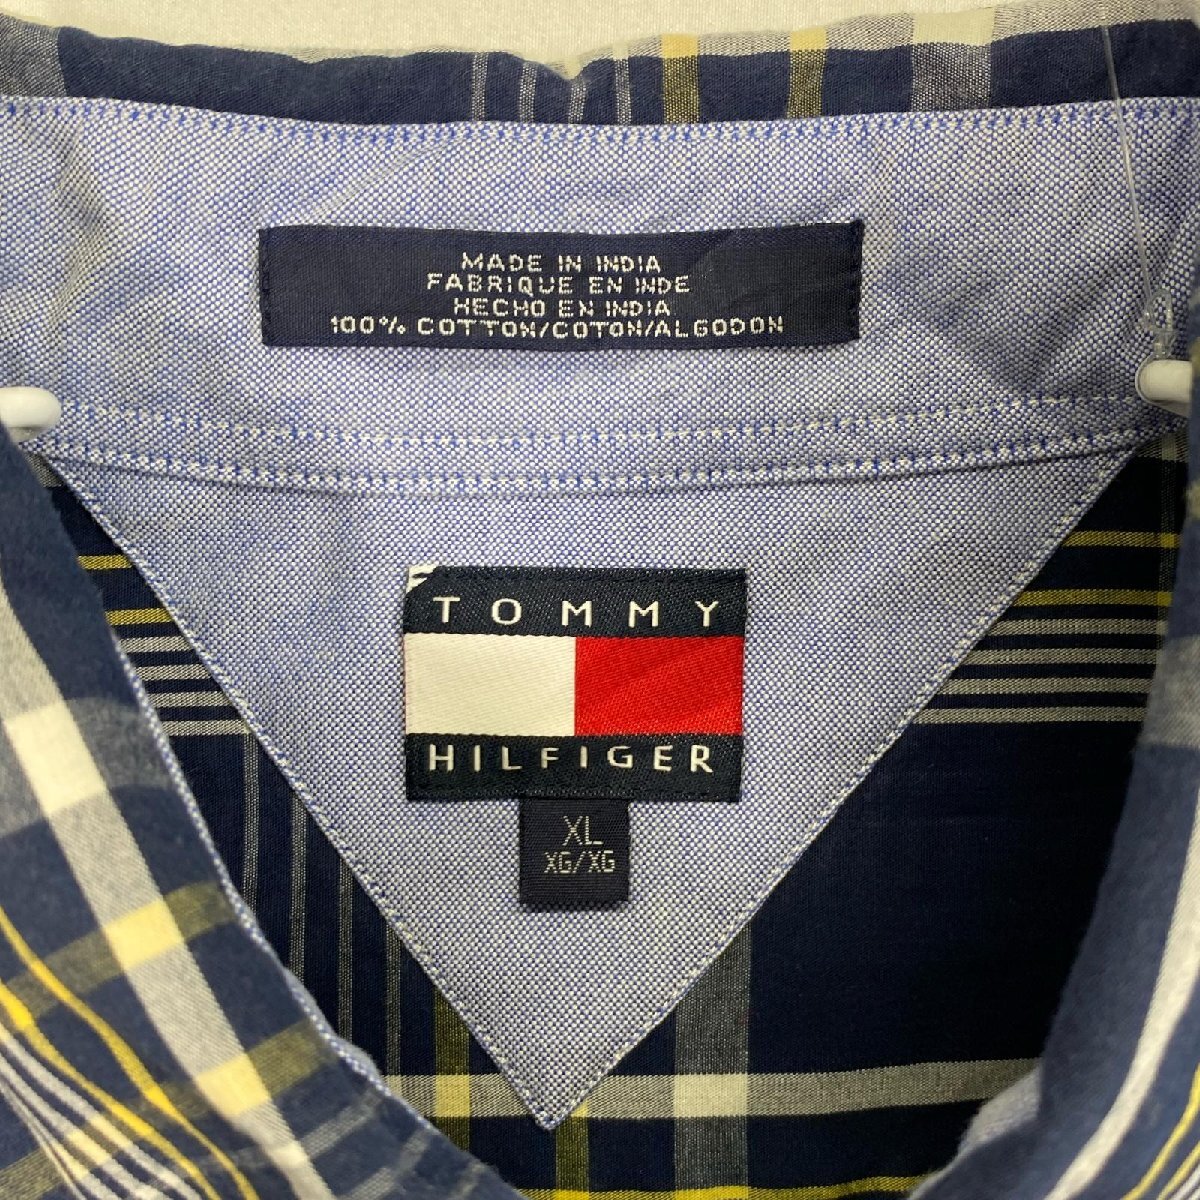 MADE IN INDIA
FABRIQUE EN INDE
HECHO EN INDIA
100% COTTON/COTON/ALGODON
TOMMY
HILFIGER
XL
XG/XG